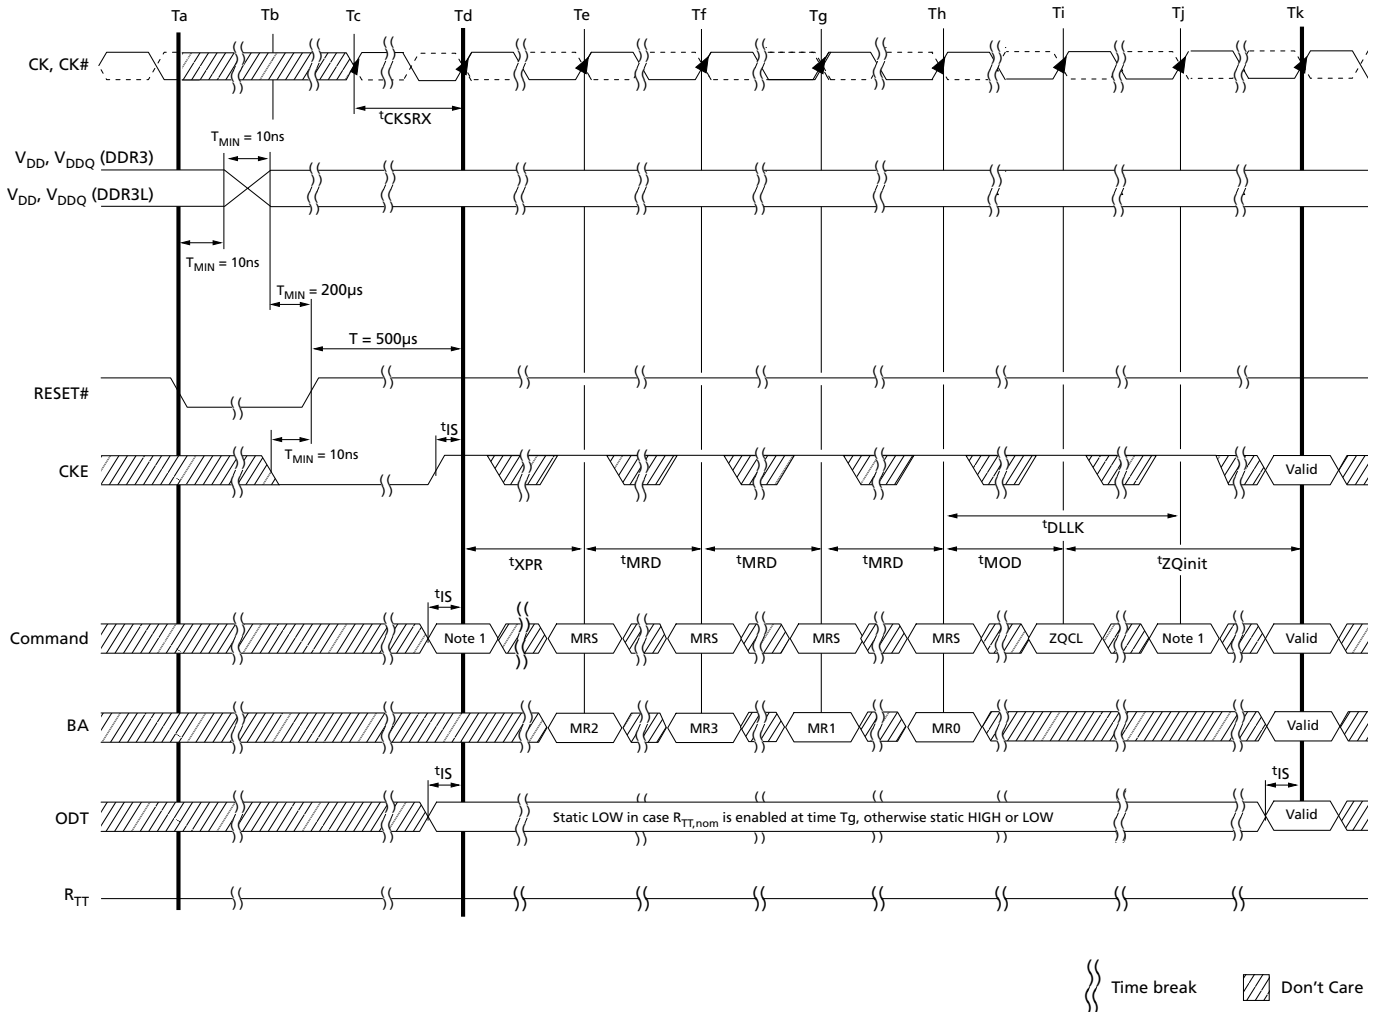 Ta Tb Tc Td Te Tf Tg Th Ti Tj Tk
CK, CK#
tCKSRX
TMIN = 10ns
VDD, VDDQ (DDR3)
VDD, VDDQ (DDR3L)
TMIN = 10ns
TMIN = 200µs
T = 500µs
RESET#
tIS
TMIN = 10ns
CKE
Valid
tDLLK
tXPR tMRD tMRD tMRD tMOD tZQinit
tIS
Command Note 1 MRS MRS MRS MRS ZQCL Note 1 Valid
BA MR2 MR3 MR1 MR0 Valid
tIS tIS
ODT Static LOW in case RTT,nom is enabled at time Tg, otherwise static HIGH or LOW Valid
RTT
Time break Don't Care